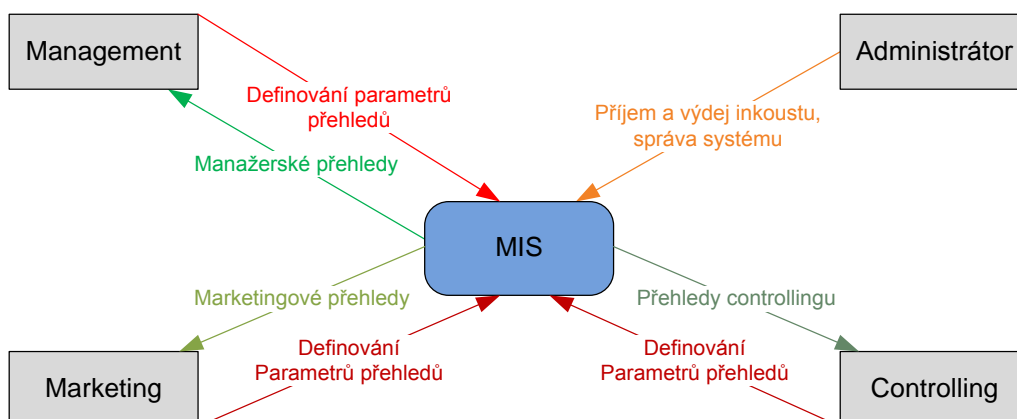 Management
Administrátor
Definování parametrů
přehledů
Příjem a výdej inkoustu,
správa systému
Manažerské přehledy
MIS
Marketingové přehledy
Přehledy controllingu
Definování
Parametrů přehledů
Definování
Parametrů přehledů
Marketing
Controlling